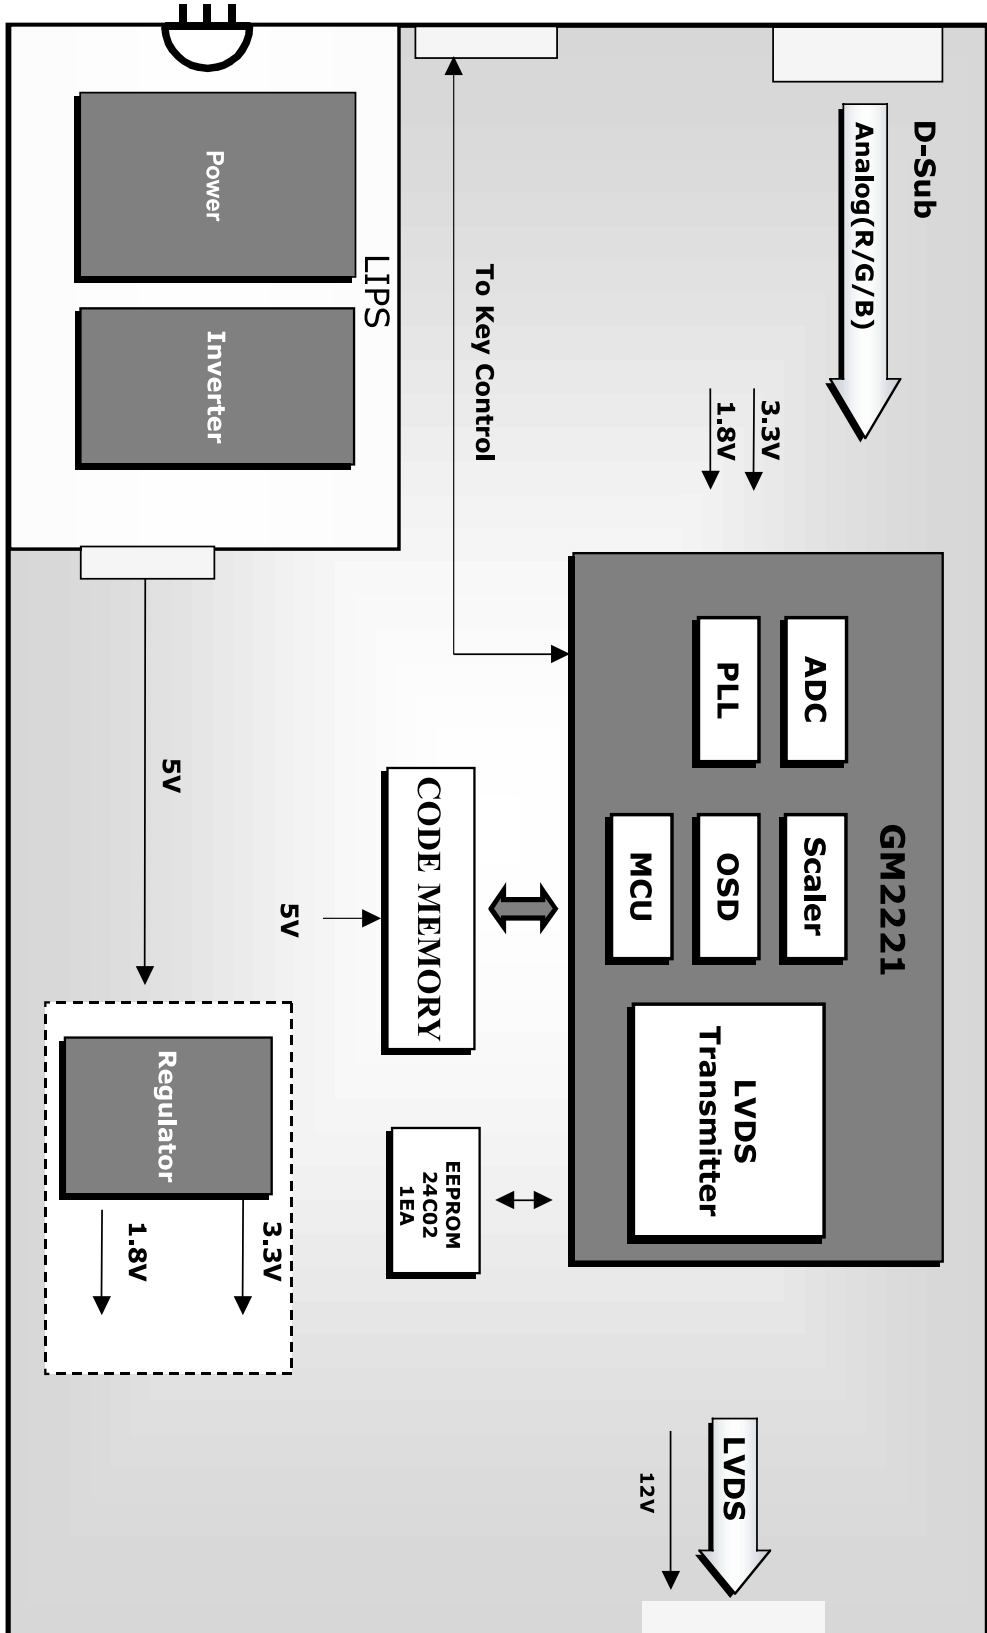 D-Sub
Analog(R/G/B)
3.3V
1.8V
To Key Control
LIPS
Power
Inverter
GM2221
ADC
PLL
Scaler
OSD
MCU
LVDS
Transmitter
CODE MEMORY
5V
EEPROM
24C02
1EA
5V
Regulator
3.3V
1.8V
LVDS
12V